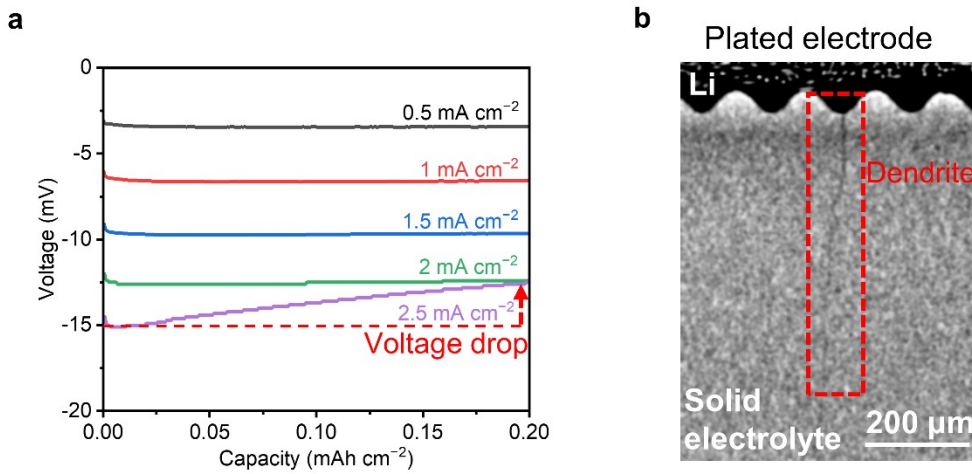 a
0
-5
-10
-15
-20
Voltage (mV)
0.5 mA cm⁻²
1 mA cm⁻²
1.5 mA cm⁻²
2 mA cm⁻²
2.5 mA cm⁻²
Voltage drop
0.00 0.05 0.10 0.15 0.20
Capacity (mAh cm⁻²)
b
Plated electrode
Li
Dendrite
Solid
electrolyte
200 μm